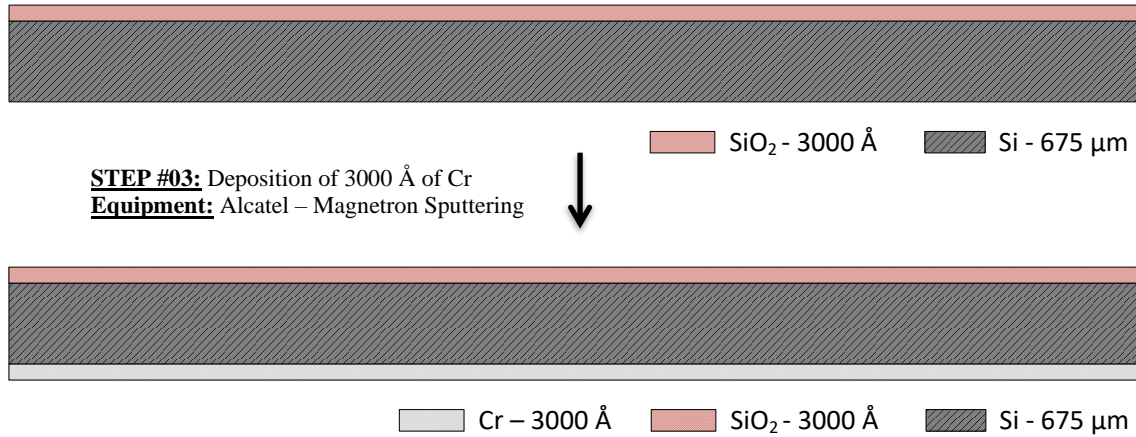 SiO₂ - 3000 Å Si - 675 µm
STEP #03: Deposition of 3000 Å of Cr
Equipment: Alcatel – Magnetron Sputtering
Cr – 3000 Å SiO₂ - 3000 Å Si - 675 µm